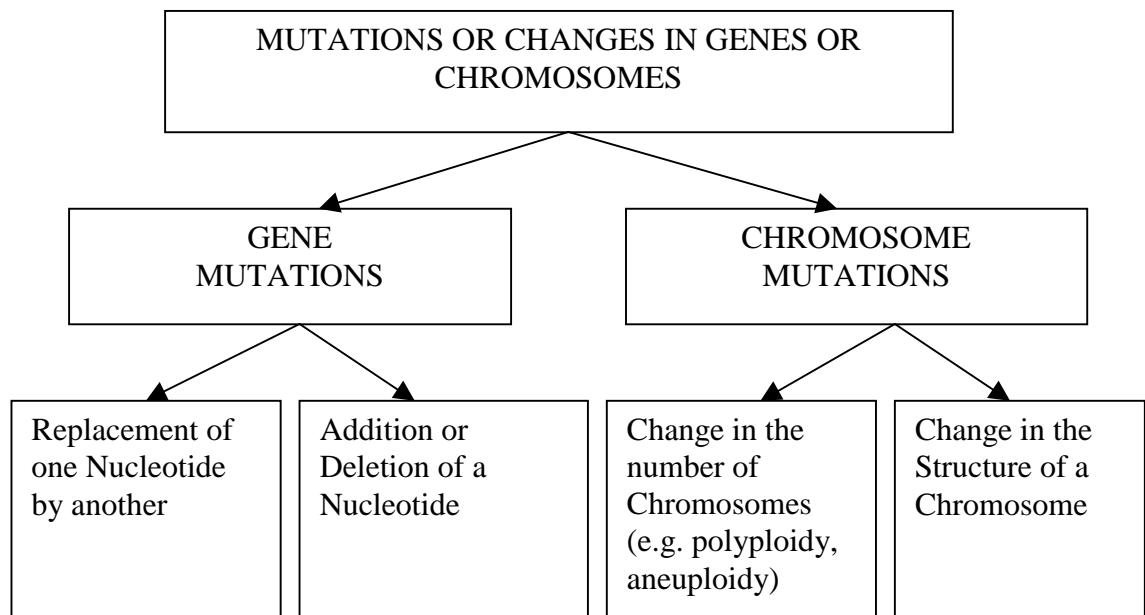 MUTATIONS OR CHANGES IN GENES OR
CHROMOSOMES
GENE
MUTATIONS
CHROMOSOME
MUTATIONS
Replacement of
one Nucleotide
by another
Addition or
Deletion of a
Nucleotide
Change in the
number of
Chromosomes
(e.g. polyploidy,
aneuploidy)
Change in the
Structure of a
Chromosome